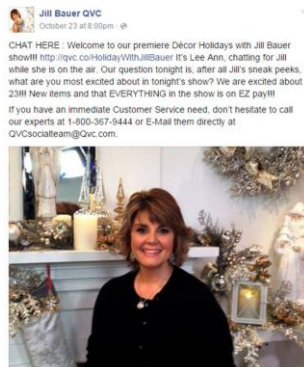 Jill Bauer QVC
October 23 at 8:00pm ·
CHAT HERE : Welcome to our premiere Décor Holidays with Jill Bauer
show!!!! http://qvc.co/HolidayWithJillBauer It's Lee Ann, chatting for Jill
while she is on the air. Our question tonight is, after all Jill's sneak peeks,
what are you most excited about in tonight's show? We are excited about
23!!!! New items and that EVERYTHING in the show is on EZ pay!!!!
If you have an immediate Customer Service need, don't hesitate to call
our experts at 1-800-367-9444 or E-Mail them directly at
QVCsocialteam@Qvc.com.